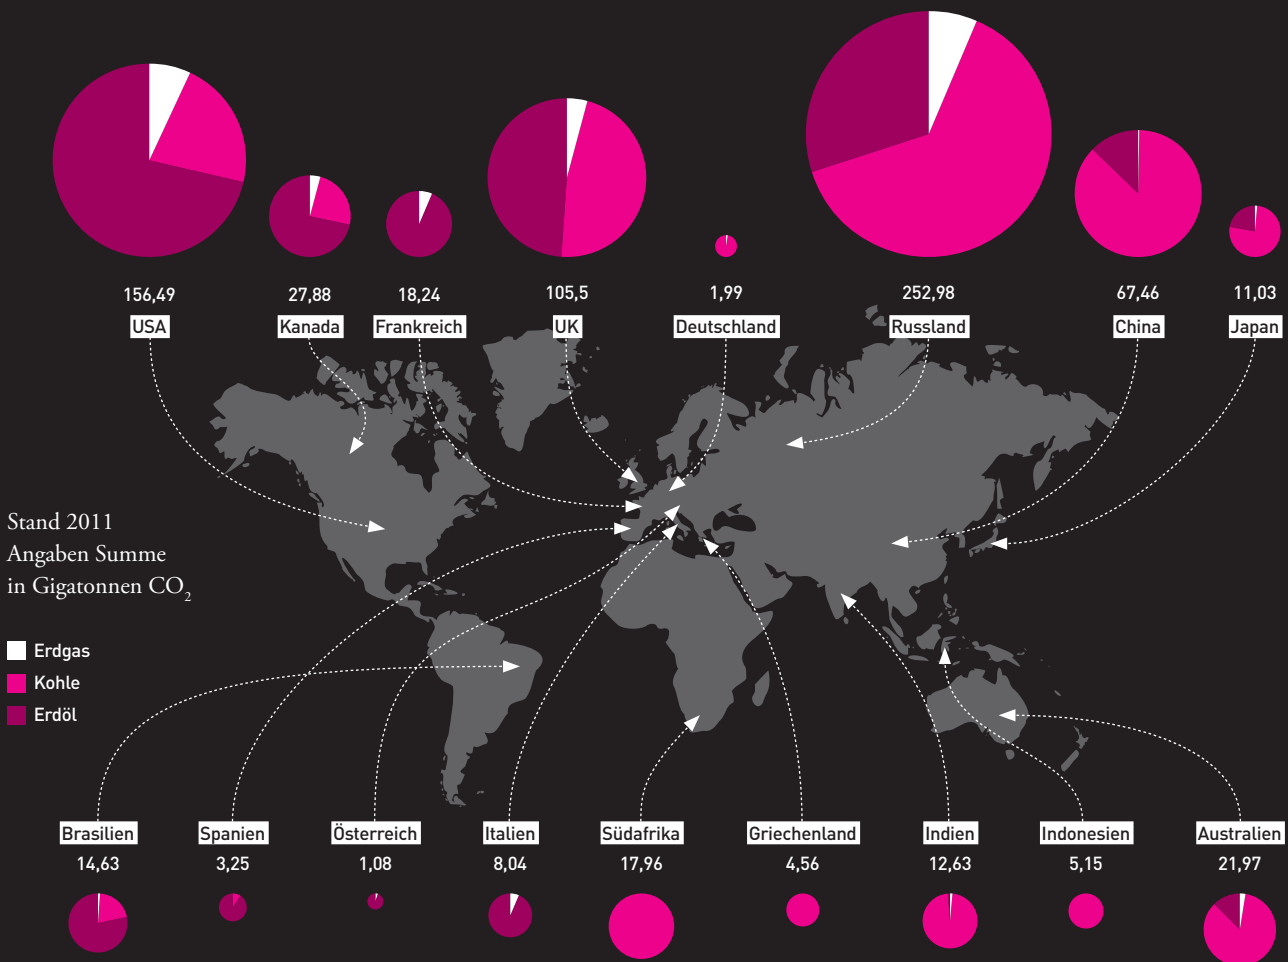 156,49
USA
27,88
Kanada
18,24
Frankreich
105,5
UK
1,99
Deutschland
252,98
Russland
67,46
China
11,03
Japan
Stand 2011
Angaben Summe
in Gigatonnen CO₂
Erdgas
Kohle
Erdöl
Brasilien
14,63
Spanien
3,25
Österreich
1,08
Italien
8,04
Südafrika
17,96
Griechenland
4,56
Indien
12,63
Indonesien
5,15
Australien
21,97